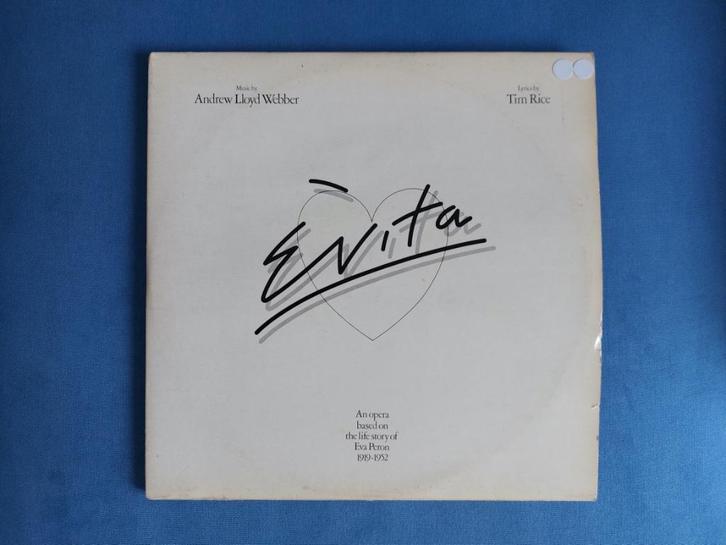 Music by
Andrew Lloyd Webber
Lyrics by
Tim Rice
Evita
An opera
based on
the life story of
Eva Peron
1919-1952